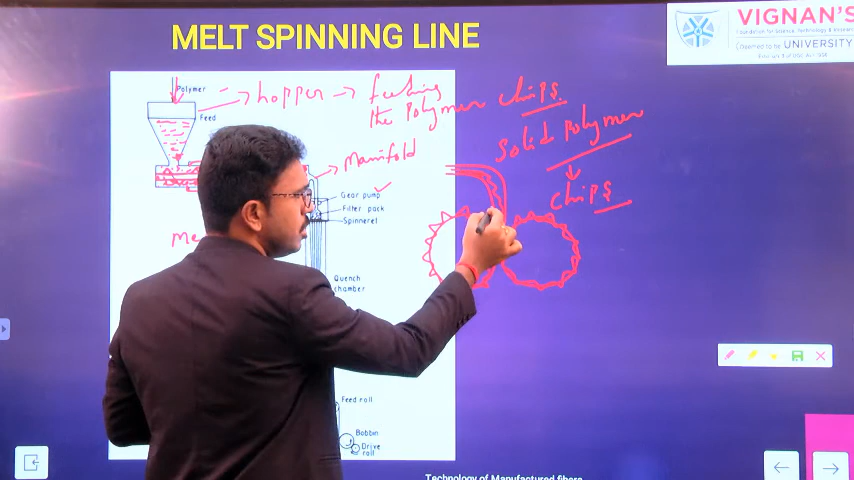 MELT SPINNING LINE
VIGNAN'S
Foundation for Science, Technology & Research
(Deemed to be UNIVERSITY)
Polymer
Feed
→ hopper → feeding
the Polymer chips
Solid Polymer
chips
Manifold
Gear pump
Filter pack
Spinneret
Me
Quench
chamber
Feed roll
Bobbin
Drive
roll
Technology of Manufactured fibers